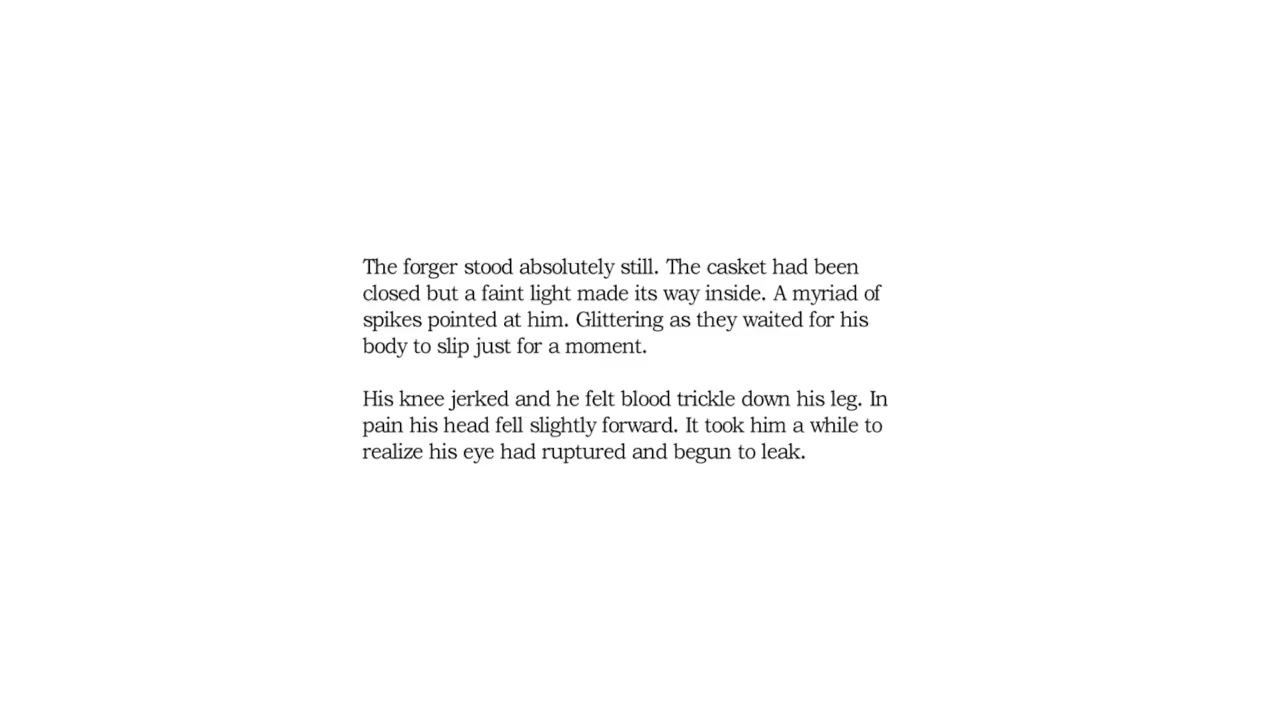 The forger stood absolutely still. The casket had been
closed but a faint light made its way inside. A myriad of
spikes pointed at him. Glittering as they waited for his
body to slip just for a moment.
His knee jerked and he felt blood trickle down his leg. In
pain his head fell slightly forward. It took him a while to
realize his eye had ruptured and begun to leak.